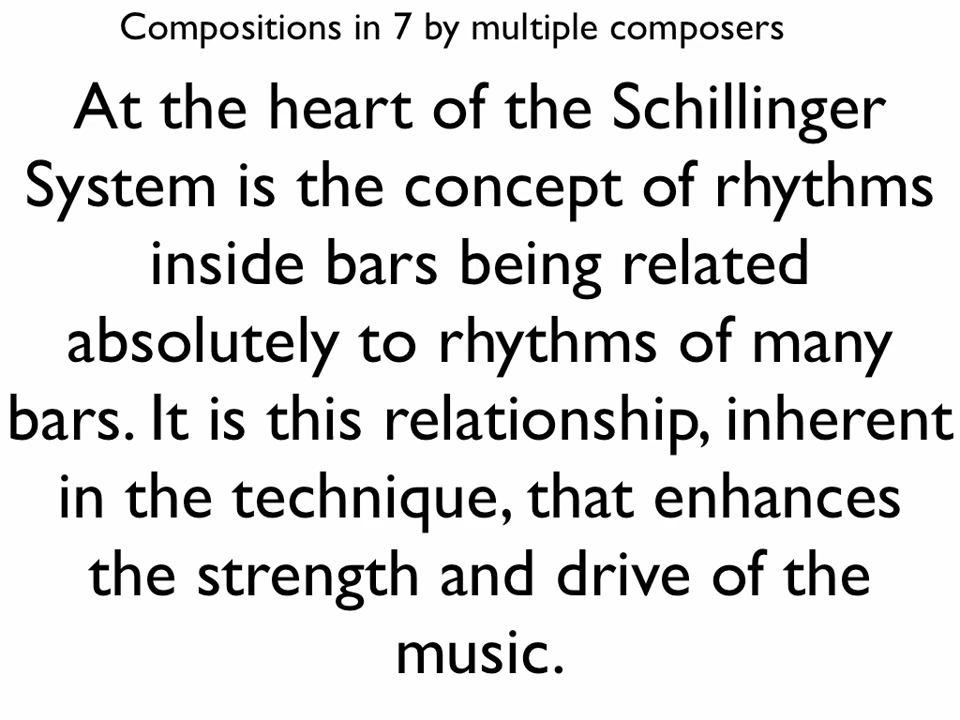 Compositions in 7 by multiple composers
At the heart of the Schillinger
System is the concept of rhythms
inside bars being related
absolutely to rhythms of many
bars. It is this relationship, inherent
in the technique, that enhances
the strength and drive of the
music.